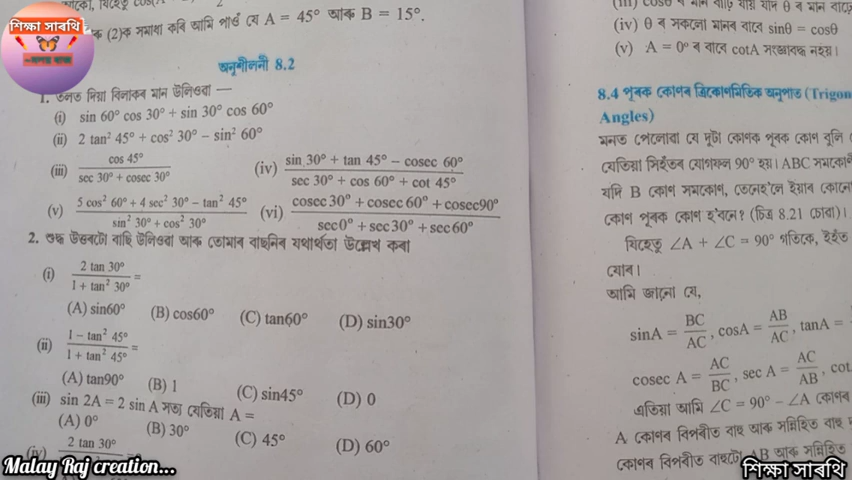 শিক্ষা সাৰথি
-মলয় ৰাজ
(2)ক সমাধা কৰি আমি পাওঁ যে A = 45° আৰু B = 15°.
অনুশীলনী 8.2
1. তলত দিয়া বিলাকৰ মান উলিওৱা —
(i) sin 60° cos 30° + sin 30° cos 60°
(ii) 2 tan² 45° + cos² 30° − sin² 60°
(iii) cos 45° / (sec 30° + cosec 30°) (iv) (sin 30° + tan 45° − cosec 60°) / (sec 30° + cos 60° + cot 45°)
(v) (5 cos² 60° + 4 sec² 30° − tan² 45°) / (sin² 30° + cos² 30°) (vi) (cosec 30° + cosec 60° + cosec90°) / (sec0° + sec30° + sec60°)
2. শুদ্ধ উত্তৰটো বাছি উলিওৱা আৰু তোমাৰ বাছনিৰ যথাৰ্থতা উল্লেখ কৰা
(i) 2 tan 30° / (1 + tan² 30°) =
(A) sin60° (B) cos60° (C) tan60° (D) sin30°
(ii) (1 − tan² 45°) / (1 + tan² 45°) =
(A) tan90° (B) 1 (C) sin45° (D) 0
(iii) sin 2A = 2 sin A সত্য যেতিয়া A =
(A) 0° (B) 30° (C) 45° (D) 60°
(iv) 2 tan 30°
(iv) θ ৰ সকলো মানৰ বাবে sinθ = cosθ
(v) A = 0° ৰ বাবে cotA সংজ্ঞাবদ্ধ নহয়।
8.4 পূৰক কোণৰ ত্ৰিকোণমিতিক অনুপাত (Trigon
Angles)
মনত পেলোৱা যে দুটা কোণক পূৰক কোণ বুলি
যেতিয়া সিহঁতৰ যোগফল 90° হয়। ABC সমকোণ
যদি B কোণ সমকোণ, তেনেহ'লে ইয়াৰ কোনো
কোণ পূৰক কোণ হ'বনে? (চিত্ৰ 8.21 চোৱা)।
যিহেতু ∠A + ∠C = 90° গতিকে, ইহঁত
যোৰ।
আমি জানো যে,
sinA = BC/AC, cosA = AB/AC, tanA =
cosec A = AC/BC, sec A = AC/AB, cot
এতিয়া আমি ∠C = 90° − ∠A কোণৰ
A কোণৰ বিপৰীত বাহু আৰু সন্নিহিত বাহু
কোণৰ বিপৰীত বাহুটো AB আৰু সন্নিহিত
Malay Raj creation...
শিক্ষা সাৰথি